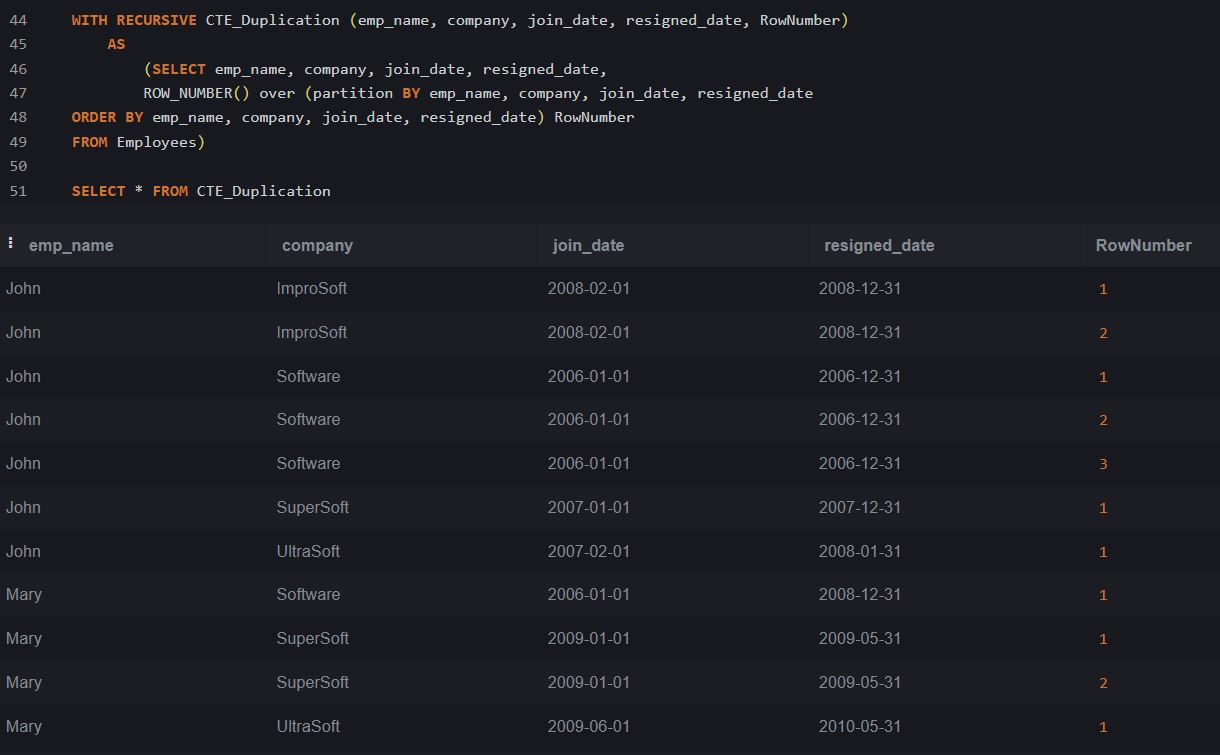 44 WITH RECURSIVE CTE_Duplication (emp_name, company, join_date, resigned_date, RowNumber)
45 AS
46 (SELECT emp_name, company, join_date, resigned_date,
47 ROW_NUMBER() over (partition BY emp_name, company, join_date, resigned_date
48 ORDER BY emp_name, company, join_date, resigned_date) RowNumber
49 FROM Employees)
50
51 SELECT * FROM CTE_Duplication
emp_name company join_date resigned_date RowNumber
John ImproSoft 2008-02-01 2008-12-31 1
John ImproSoft 2008-02-01 2008-12-31 2
John Software 2006-01-01 2006-12-31 1
John Software 2006-01-01 2006-12-31 2
John Software 2006-01-01 2006-12-31 3
John SuperSoft 2007-01-01 2007-12-31 1
John UltraSoft 2007-02-01 2008-01-31 1
Mary Software 2006-01-01 2008-12-31 1
Mary SuperSoft 2009-01-01 2009-05-31 1
Mary SuperSoft 2009-01-01 2009-05-31 2
Mary UltraSoft 2009-06-01 2010-05-31 1